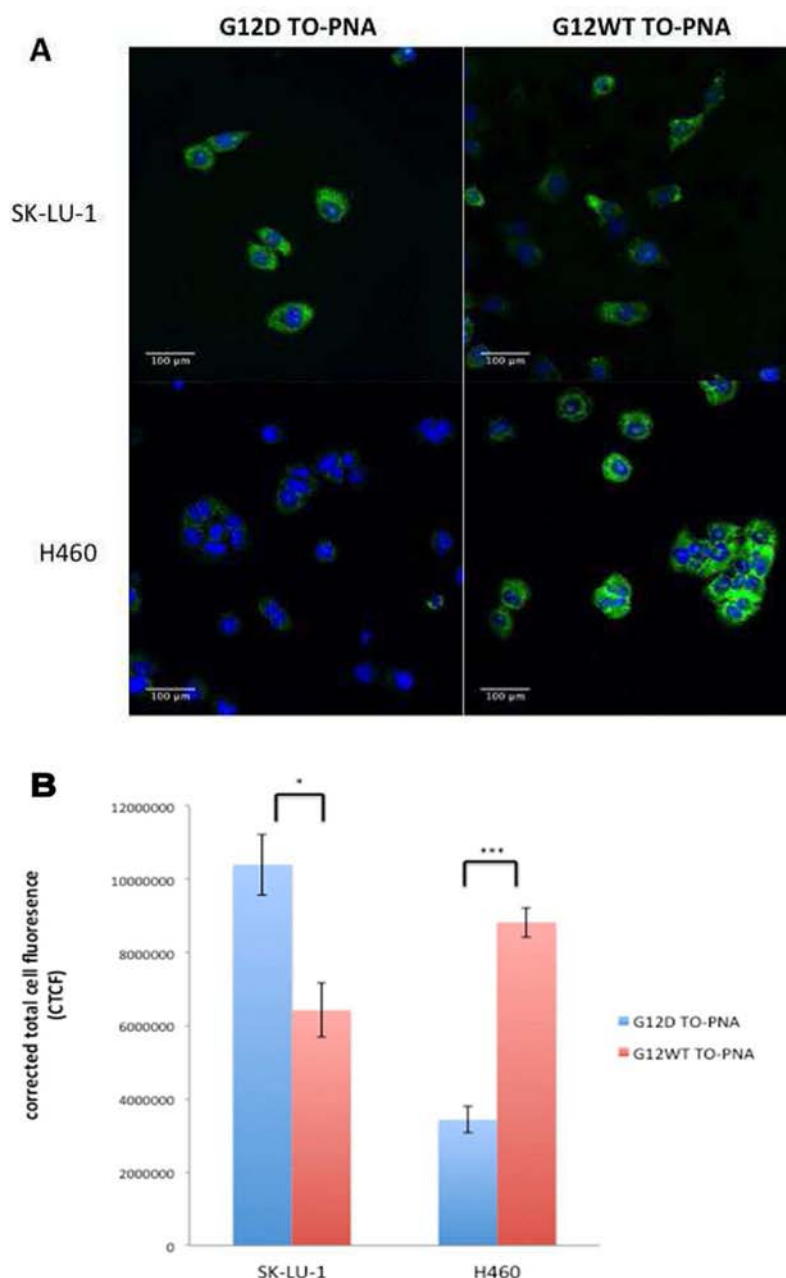 G12D TO-PNA G12WT TO-PNA
A
SK-LU-1
100 μm 100 μm
H460
100 μm 100 μm
B
* ***
corrected total cell fluoresence
(CTCF)
12000000
10000000
8000000
6000000
4000000
2000000
0
G12D TO-PNA
G12WT TO-PNA
SK-LU-1 H460